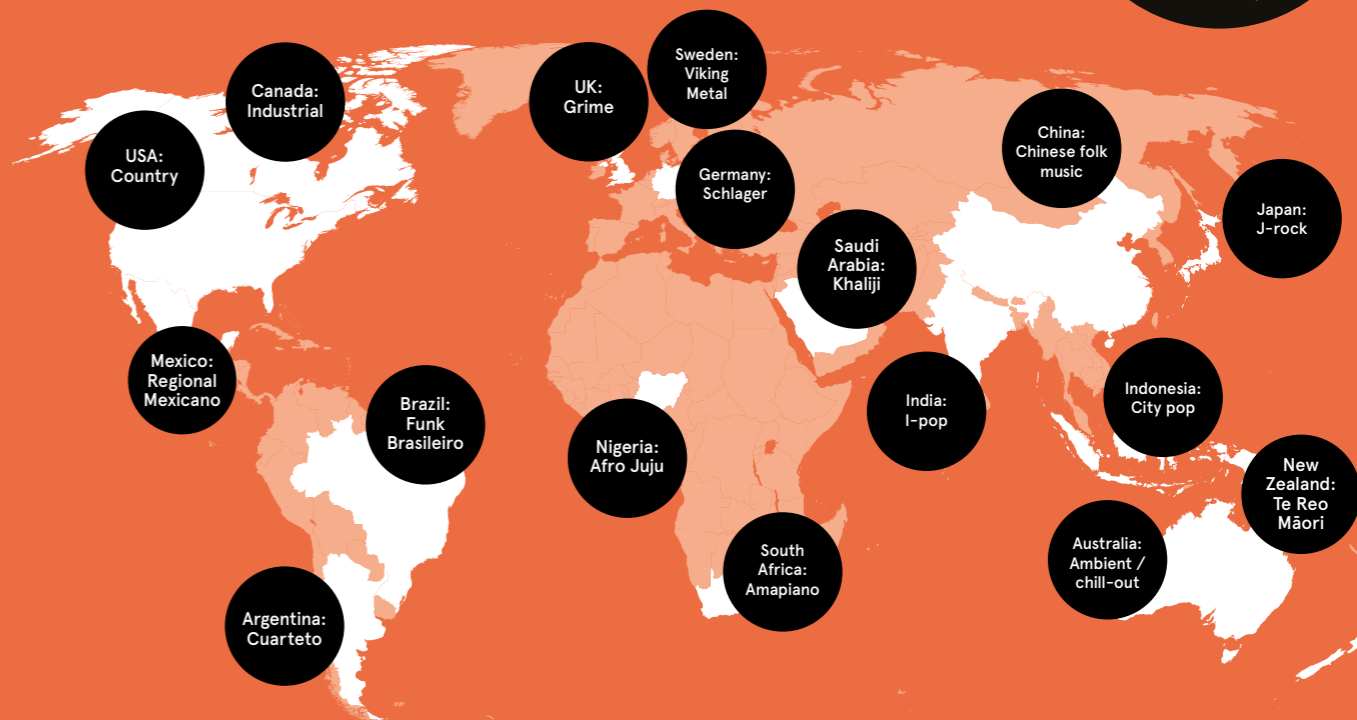 Canada:
Industrial
USA:
Country
Mexico:
Regional
Mexicano
Brazil:
Funk
Brasileiro
Argentina:
Cuarteto
UK:
Grime
Sweden:
Viking
Metal
Germany:
Schlager
Saudi
Arabia:
Khaliji
Nigeria:
Afro Juju
South
Africa:
Amapiano
China:
Chinese folk
music
Japan:
J-rock
India:
I-pop
Indonesia:
City pop
New
Zealand:
Te Reo
Māori
Australia:
Ambient /
chill-out